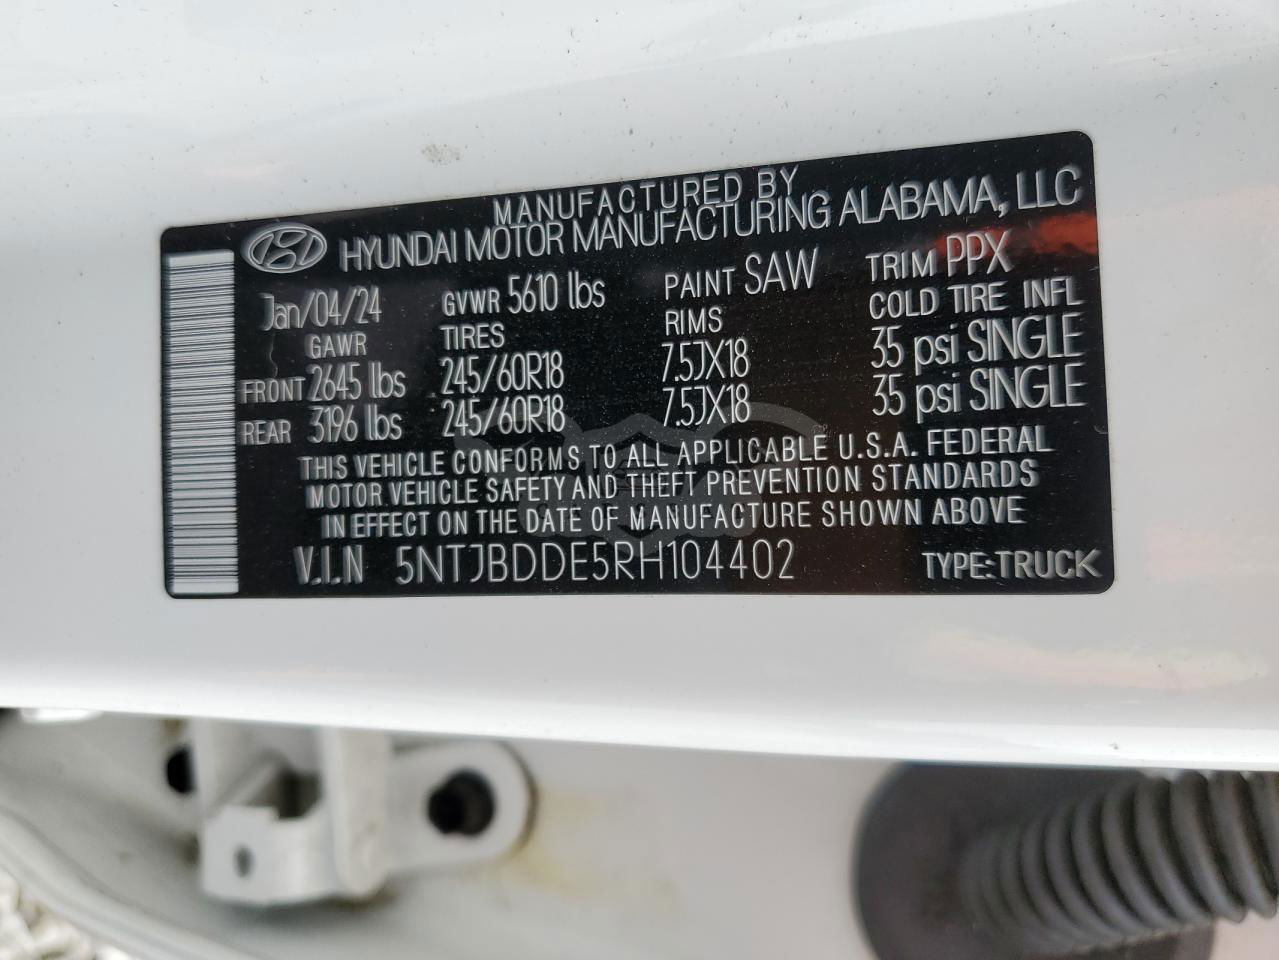 MANUFACTURED BY
HYUNDAI MOTOR MANUFACTURING ALABAMA, LLC
Jan/04/24 GVWR 5610 lbs PAINT SAW TRIM PPX
GAWR TIRES RIMS COLD TIRE INFL
FRONT 2645 lbs 245/60R18 7.5JX18 35 psi SINGLE
REAR 3196 lbs 245/60R18 7.5JX18 35 psi SINGLE
THIS VEHICLE CONFORMS TO ALL APPLICABLE U.S.A. FEDERAL
MOTOR VEHICLE SAFETY AND THEFT PREVENTION STANDARDS
IN EFFECT ON THE DATE OF MANUFACTURE SHOWN ABOVE
V.I.N 5NTJBDDE5RH104402 TYPE:TRUCK